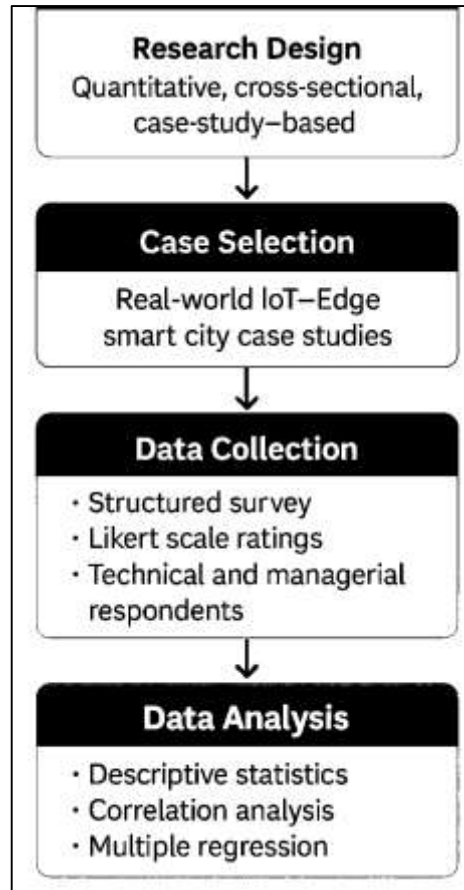 Research Design
Quantitative, cross-sectional,
case-study–based
Case Selection
Real-world IoT–Edge
smart city case studies
Data Collection
· Structured survey
· Likert scale ratings
· Technical and managerial
respondents
Data Analysis
· Descriptive statistics
· Correlation analysis
· Multiple regression